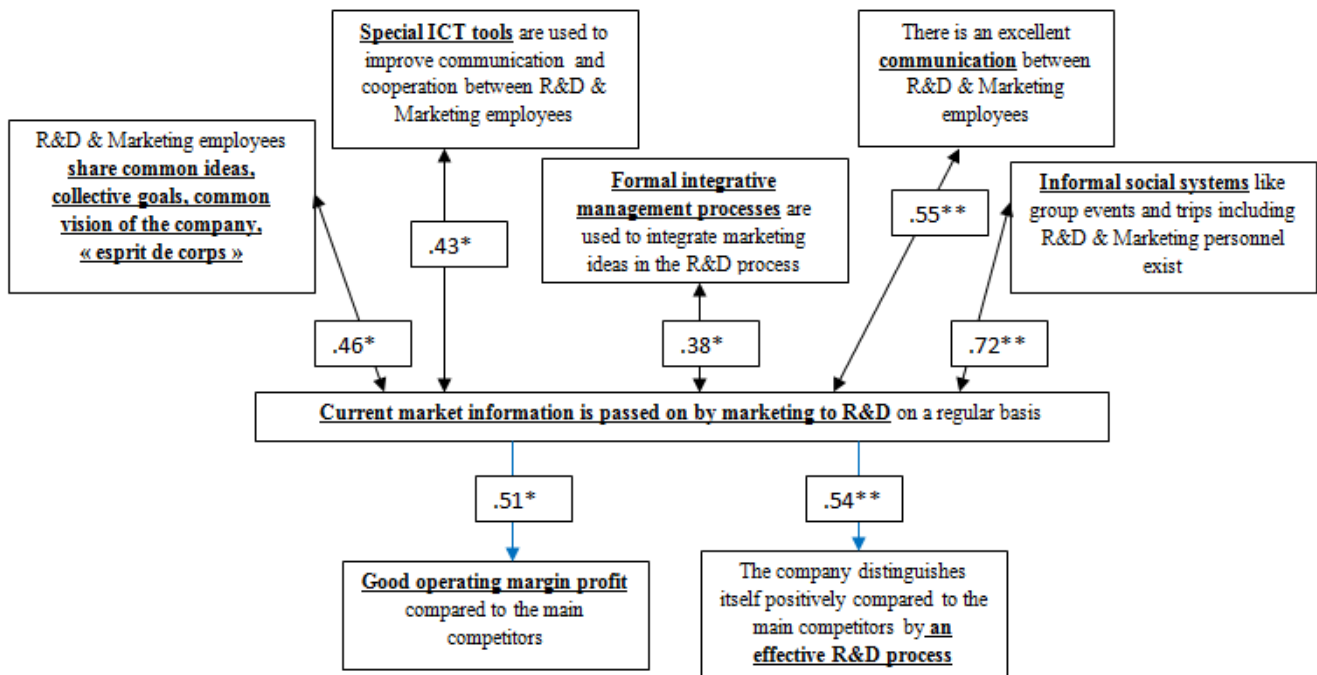 Special ICT tools are used to
improve communication and
cooperation between R&D &
Marketing employees
There is an excellent
communication between
R&D & Marketing
employees
R&D & Marketing employees
share common ideas,
collective goals, common
vision of the company,
« esprit de corps »
Formal integrative
management processes are
used to integrate marketing
ideas in the R&D process
Informal social systems like
group events and trips including
R&D & Marketing personnel
exist
.43*
.55**
.46*
.38*
.72**
Current market information is passed on by marketing to R&D on a regular basis
.51*
.54**
Good operating margin profit
compared to the main
competitors
The company distinguishes
itself positively compared to the
main competitors by an
effective R&D process